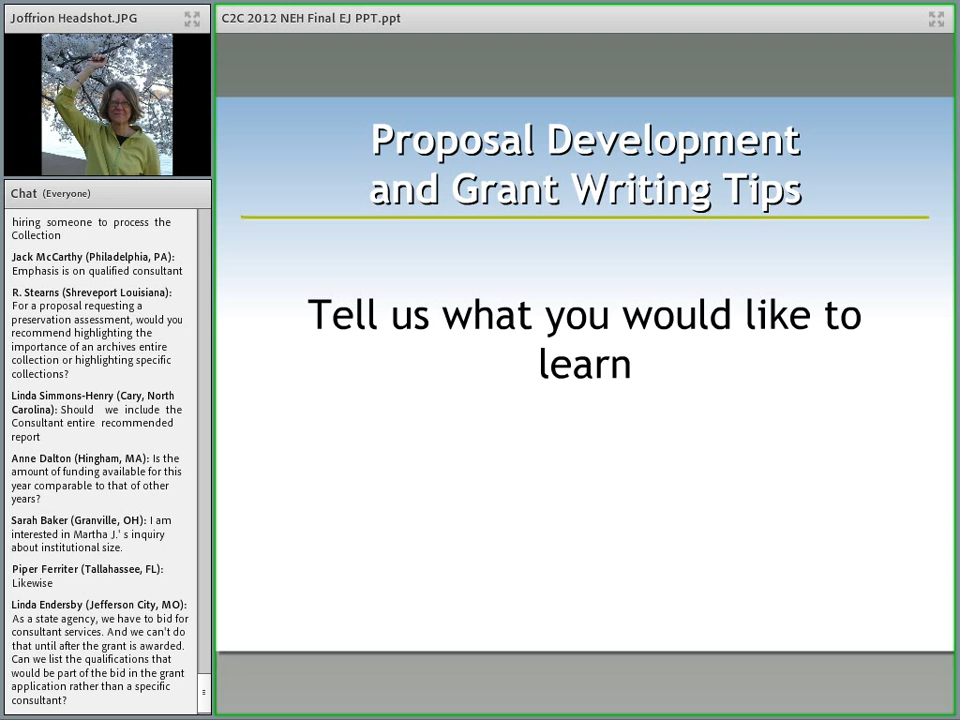 Joffrion Headshot.JPG
C2C 2012 NEH Final EJ PPT.ppt
Chat (Everyone)
hiring someone to process the
Collection
Jack McCarthy (Philadelphia, PA):
Emphasis is on qualified consultant
R. Stearns (Shreveport Louisiana):
For a proposal requesting a
preservation assessment, would you
recommend highlighting the
importance of an archives entire
collection or highlighting specific
collections?
Linda Simmons-Henry (Cary, North
Carolina): Should we include the
Consultant entire recommended
report
Anne Dalton (Hingham, MA): Is the
amount of funding available for this
year comparable to that of other
years?
Sarah Baker (Granville, OH): I am
interested in Martha J.' s inquiry
about institutional size.
Piper Ferriter (Tallahassee, FL):
Likewise
Linda Endersby (Jefferson City, MO):
As a state agency, we have to bid for
consultant services. And we can't do
that until after the grant is awarded.
Can we list the qualifications that
would be part of the bid in the grant
application rather than a specific
consultant?
Proposal Development
and Grant Writing Tips
Tell us what you would like to
learn